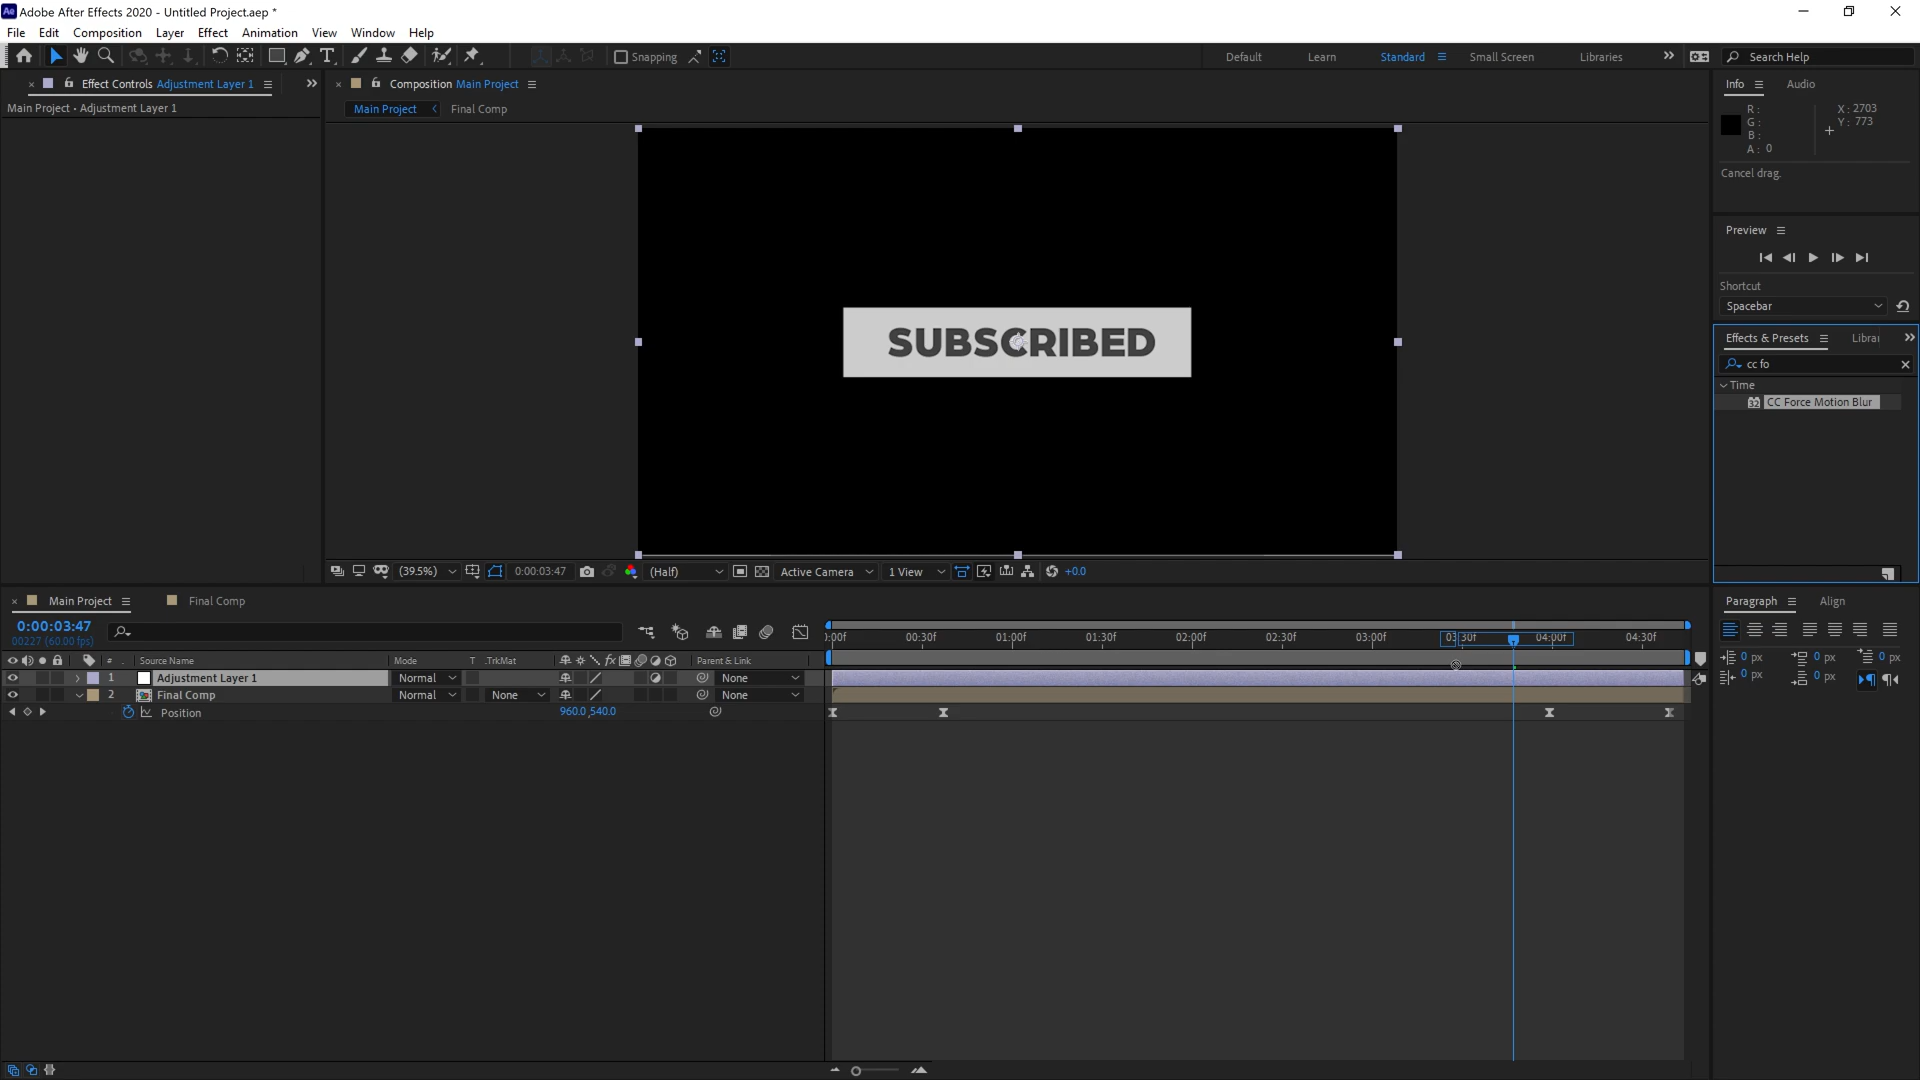 Ae Adobe After Effects 2020 - Untitled Project.aep *
File Edit Composition Layer Effect Animation View Window Help
Snapping Default Learn Standard Small Screen Libraries Search Help
Effect Controls Adjustment Layer 1
Composition Main Project
Info Audio
Main Project • Adjustment Layer 1
Main Project Final Comp
R :
G :
B :
A : 0
X : 2703
Y : 773
Cancel drag.
SUBSCRIBED
Preview
Shortcut
Spacebar
Effects & Presets Librai
cc fo
Time
32 CC Force Motion Blur
(39.5%) 0:00:03:47 (Half) Active Camera 1 View +0.0
Main Project Final Comp
Paragraph Align
0:00:03:47
00227 (60.00 fps)
:00f 00:30f 01:00f 01:30f 02:00f 02:30f 03:00f 03:30f 04:00f 04:30f
0 px 0 px 0 px
0 px 0 px
# Source Name Mode T .TrkMat fx Parent & Link
1 Adjustment Layer 1 Normal None
2 Final Comp Normal None None
Position 960.0,540.0